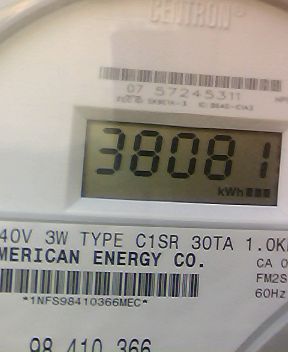 CENTRON®
07 57245311
38081
kWh
40V 3W TYPE C1SR 30TA 1.0K
MERICAN ENERGY CO.
CA 0
FM2S
60Hz
*1NFS98410366MEC*
98 410 366